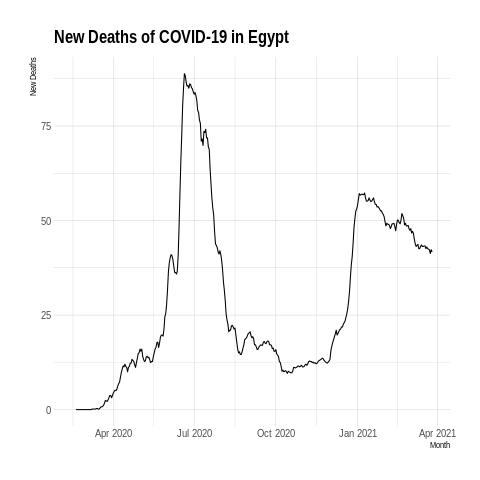 New Deaths of COVID-19 in Egypt
New Deaths
75
50
25
0
Apr 2020 Jul 2020 Oct 2020 Jan 2021 Apr 2021
Month